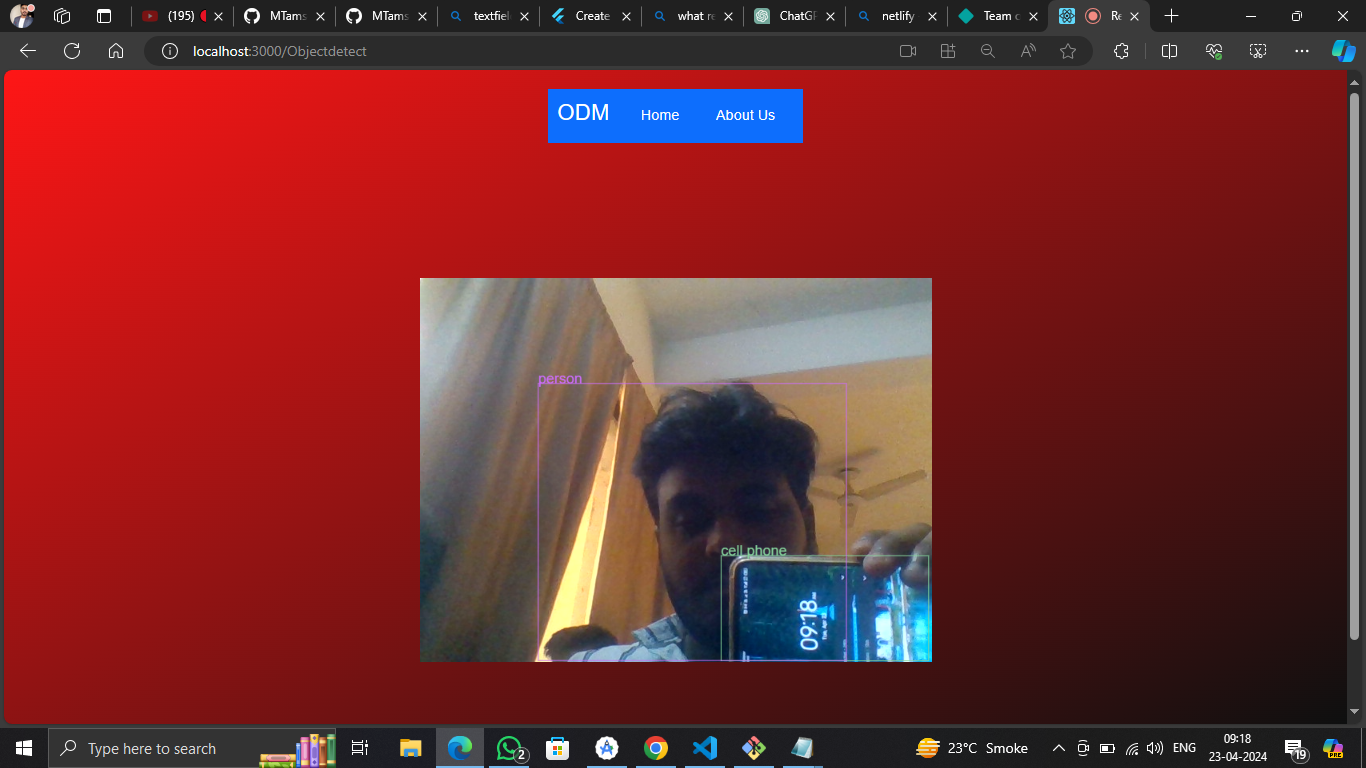 (195)
MTams
MTams
textfiel
Create
what re
ChatGP
netlify
Team c
Re
localhost:3000/Objectdetect
ODM Home About Us
person
cell phone
09:18
Type here to search
2
23°C Smoke
ENG
09:18
23-04-2024
19
PRE